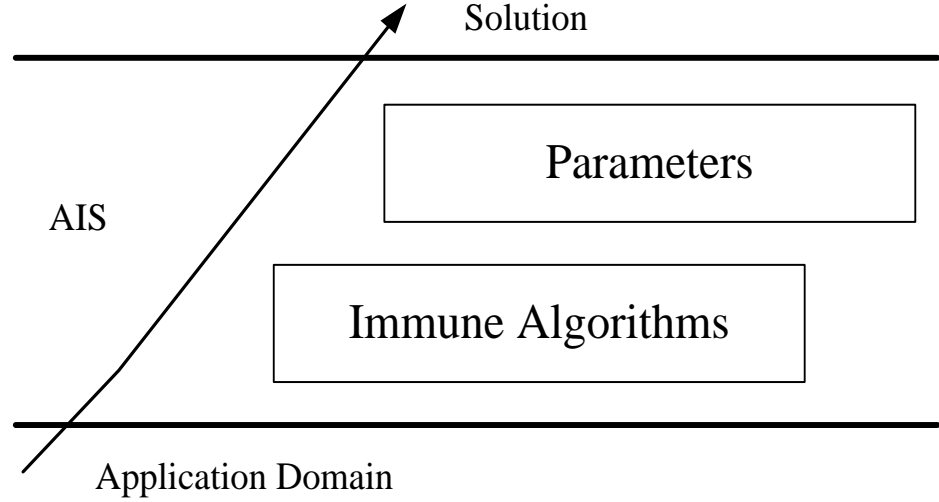 Solution
Parameters
AIS
Immune Algorithms
Application Domain